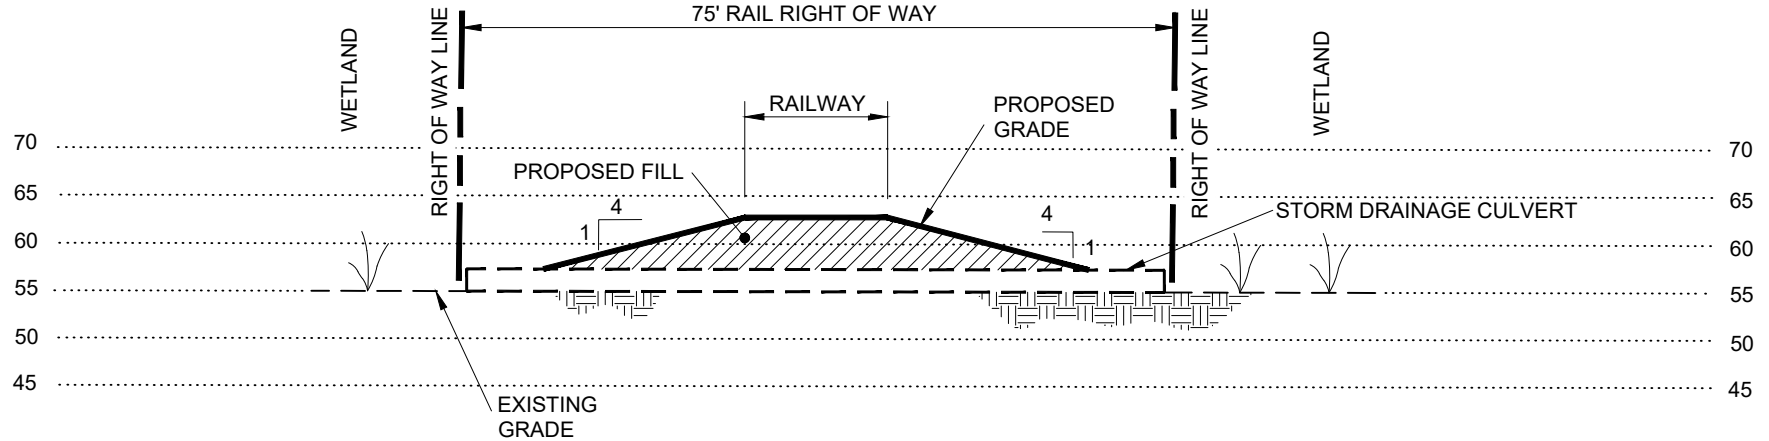 75' RAIL RIGHT OF WAY
WETLAND
RIGHT OF WAY LINE
RAILWAY
PROPOSED
GRADE
RIGHT OF WAY LINE
WETLAND
70
70
PROPOSED FILL
65
65
4
1
4
1
STORM DRAINAGE CULVERT
60
60
55
55
50
50
45
45
EXISTING
GRADE